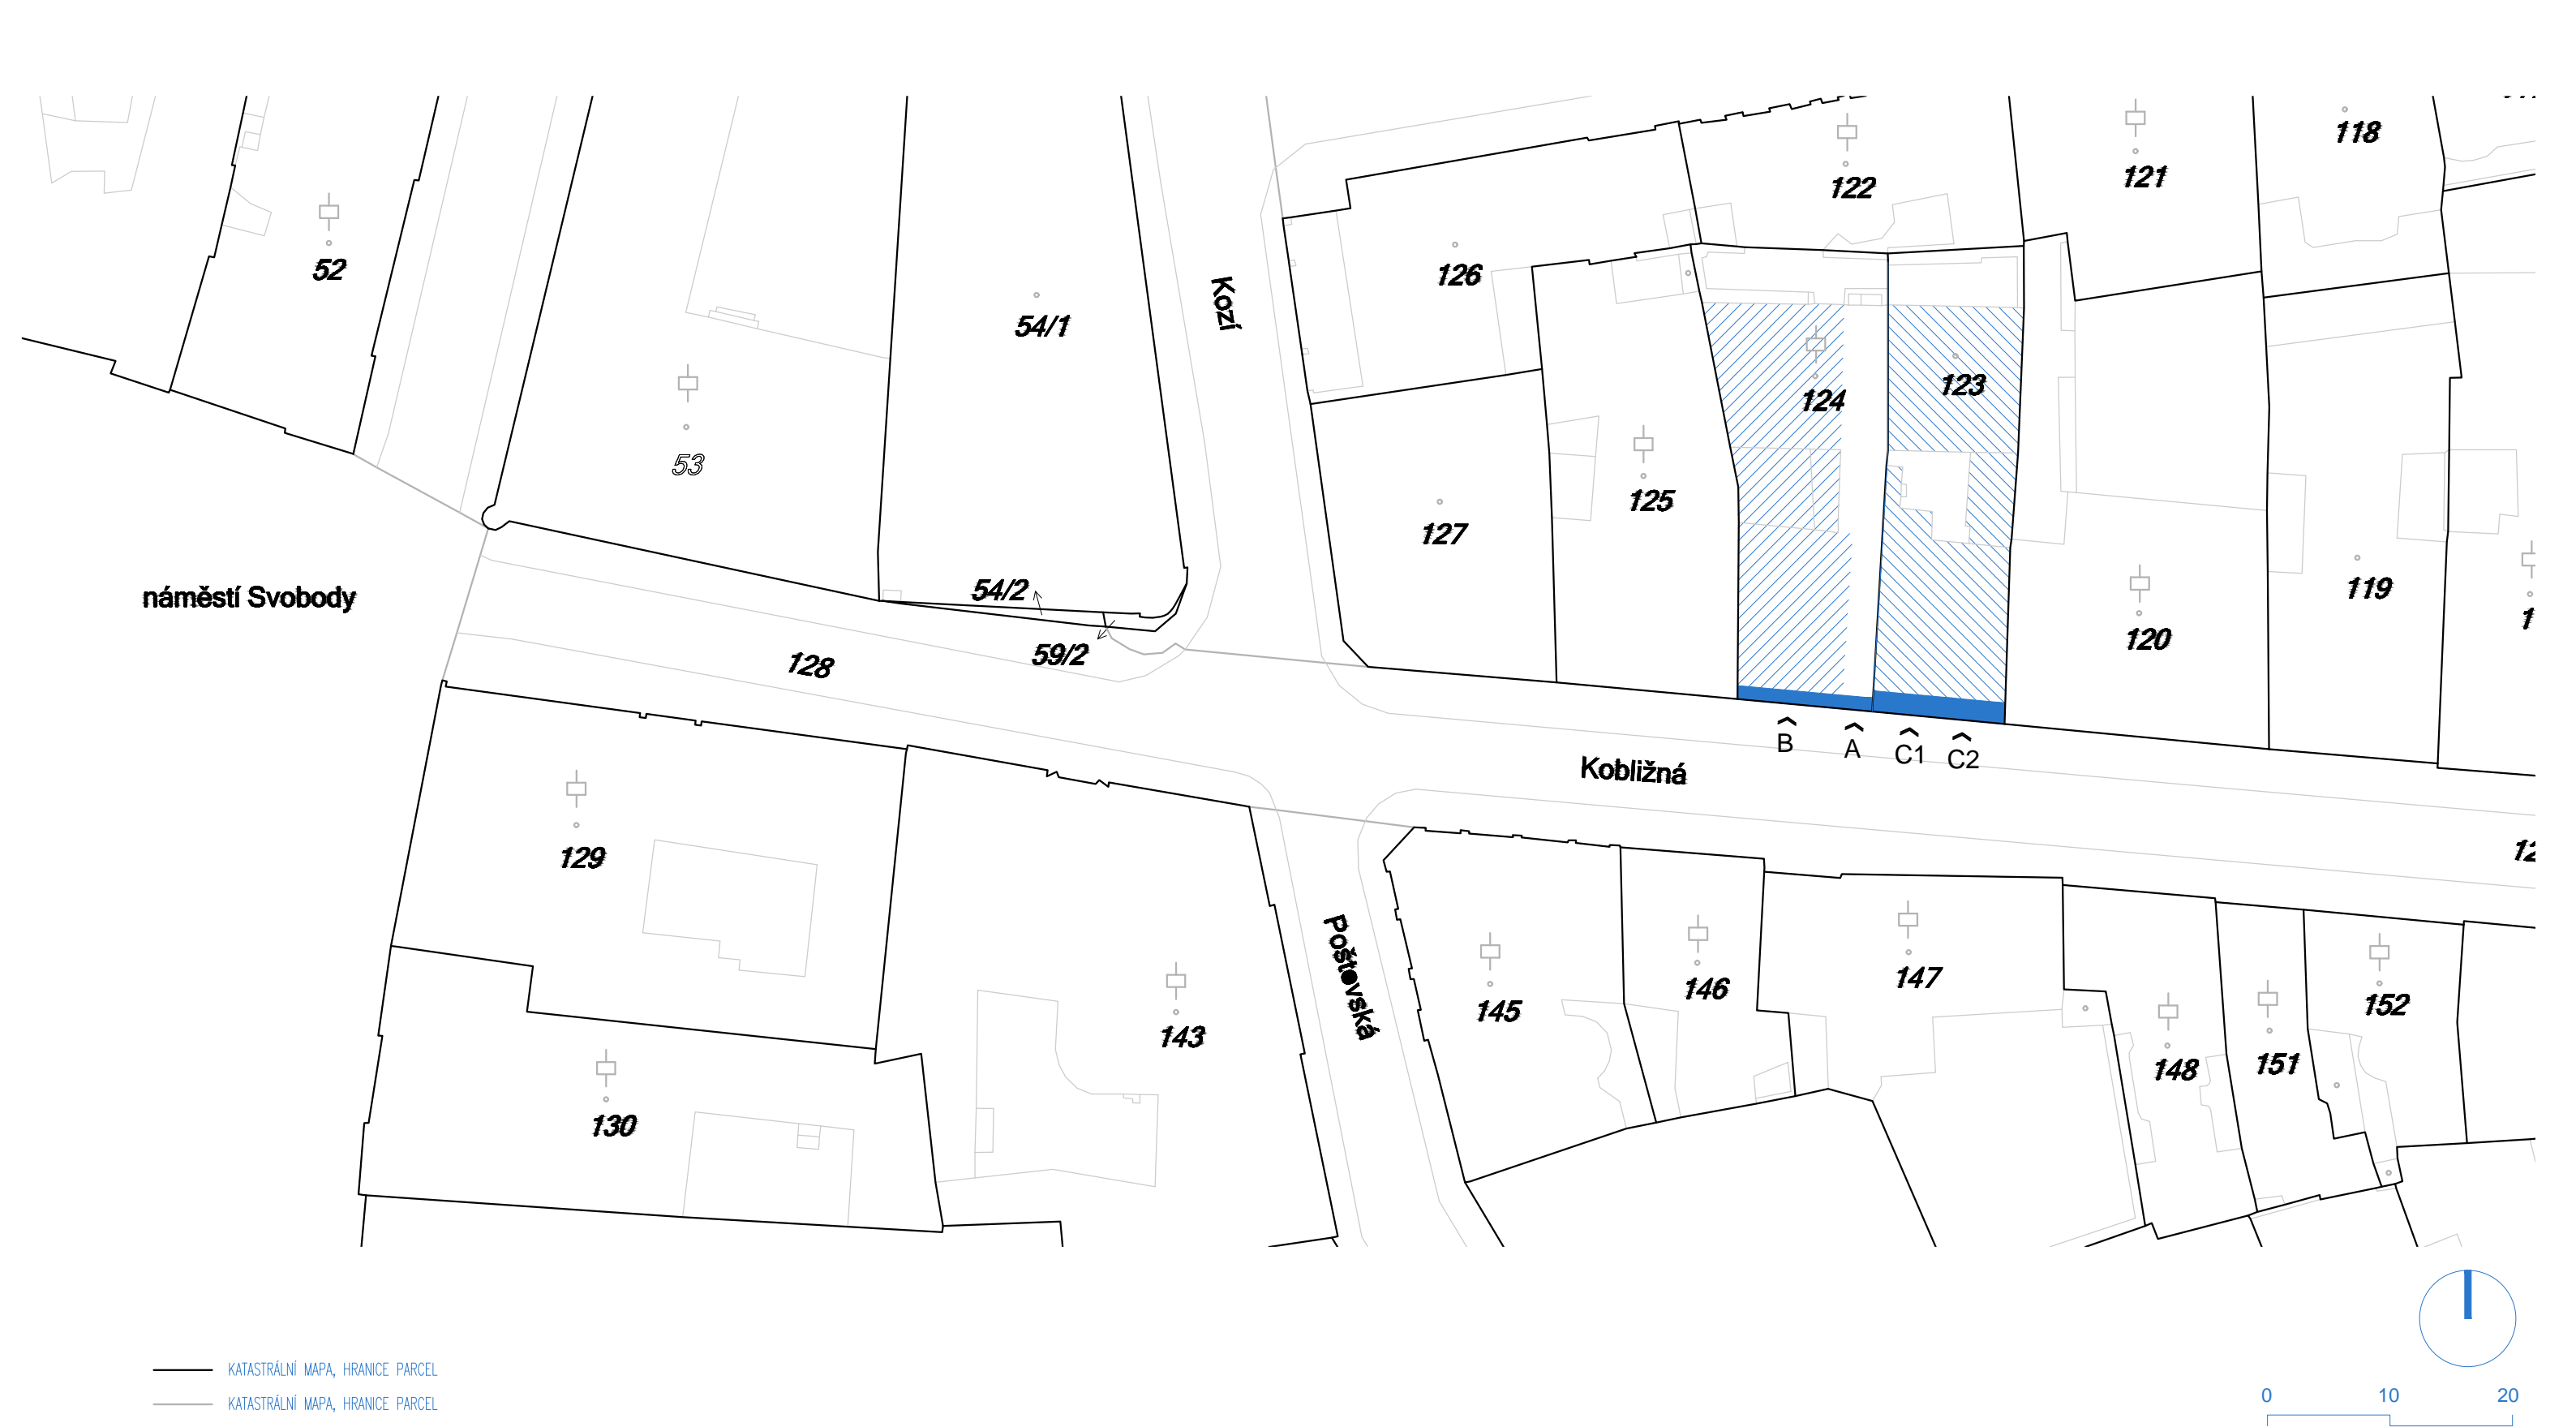 118
122
121
52
126
Kozí
54/1
123
124
53
125
127
54/2
119
náměstí Svobody
120
59/2
128
B
A
C1
C2
Kobližná
129
Poštovská
147
146
152
145
143
151
148
130
KATASTRÁLNÍ MAPA, HRANICE PARCEL
KATASTRÁLNÍ MAPA, HRANICE PARCEL
0 10 20